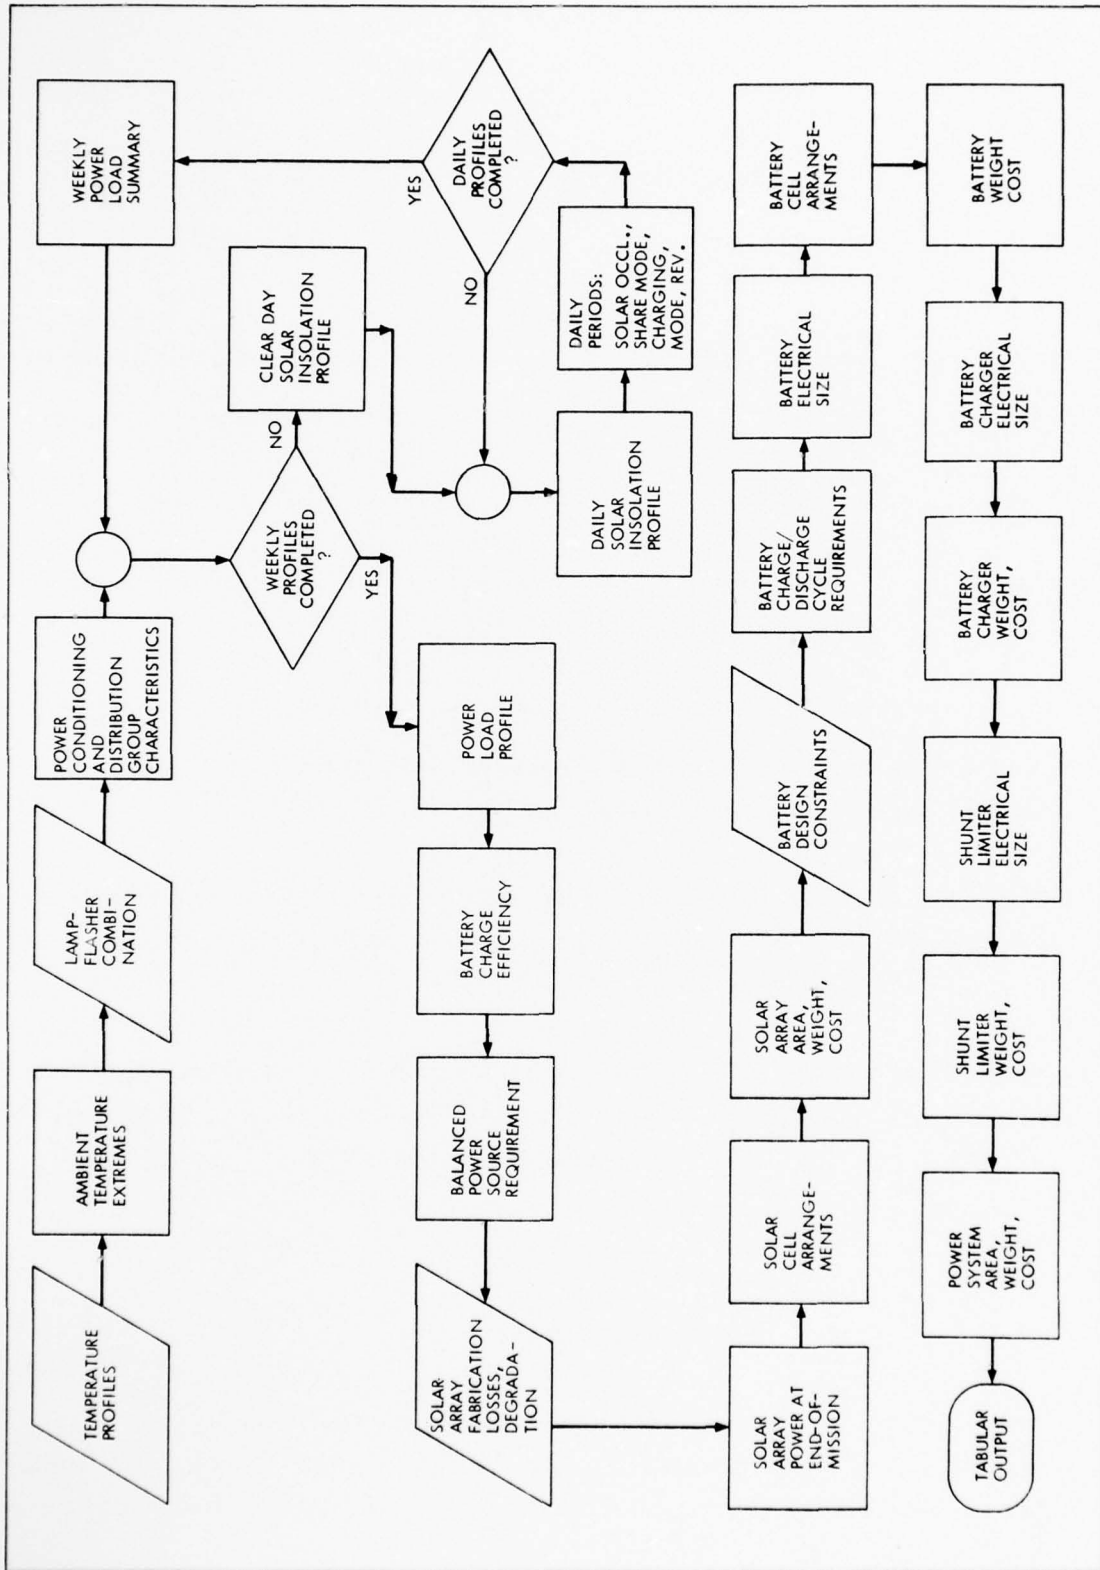 TEMPERATURE
PROFILES
AMBIENT
TEMPERATURE
EXTREMES
LAMP-
FLASHER
COMBI-
NATION
POWER
CONDITIONING
AND
DISTRIBUTION
GROUP
CHARACTERISTICS
WEEKLY
POWER
LOAD
SUMMARY
WEEKLY
PROFILES
COMPLETED
?
NO
YES
CLEAR DAY
SOLAR
INSOLATION
PROFILE
DAILY
PROFILES
COMPLETED
?
YES
NO
DAILY
SOLAR
INSOLATION
PROFILE
DAILY
PERIODS:
SOLAR OCCL.,
SHARE MODE,
CHARGING,
MODE, REV.
POWER
LOAD
PROFILE
BATTERY
CHARGE
EFFICIENCY
BALANCED
POWER
SOURCE
REQUIREMENT
SOLAR-
ARRAY
FABRICATION
LOSSES,
DEGRADA-
TION
SOLAR
ARRAY
POWER AT
END-OF-
MISSION
SOLAR
CELL
ARRANGE-
MENTS
SOLAR
ARRAY
AREA,
WEIGHT,
COST
BATTERY
DESIGN
CONSTRAINTS
BATTERY
CHARGE/
DISCHARGE
CYCLE
REQUIREMENTS
BATTERY
ELECTRICAL
SIZE
BATTERY
CELL
ARRANGE-
MENTS
BATTERY
WEIGHT
COST
BATTERY
CHARGER
ELECTRICAL
SIZE
BATTERY
CHARGER
WEIGHT,
COST
SHUNT
LIMITER
ELECTRICAL
SIZE
SHUNT
LIMITER
WEIGHT,
COST
POWER
SYSTEM
AREA,
WEIGHT,
COST
TABULAR
OUTPUT